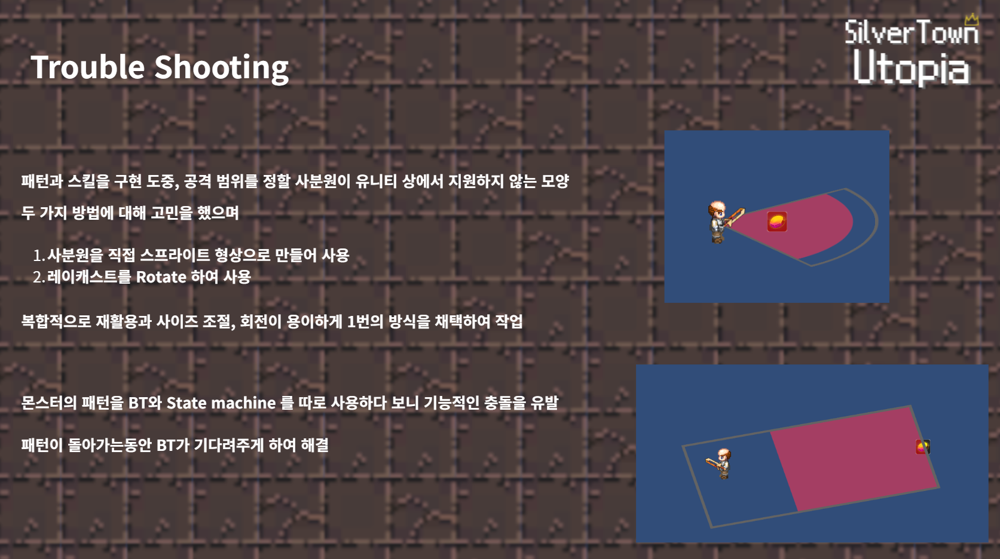 SilverTown
Utopia
Trouble Shooting
패턴과 스킬을 구현 도중, 공격 범위를 정할 사분원이 유니티 상에서 지원하지 않는 모양
두 가지 방법에 대해 고민을 했으며
1. 사분원을 직접 스프라이트 형상으로 만들어 사용
2. 레이캐스트를 Rotate 하여 사용
복합적으로 재활용과 사이즈 조절, 회전이 용이하게 1번의 방식을 채택하여 작업
몬스터의 패턴을 BT와 State machine 를 따로 사용하다 보니 기능적인 충돌을 유발
패턴이 돌아가는동안 BT가 기다려주게 하여 해결